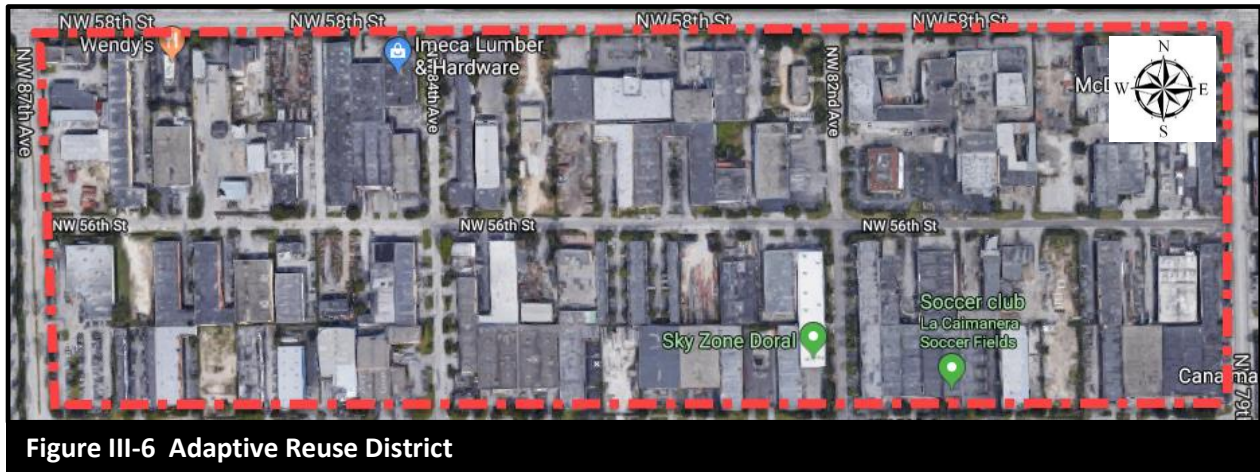 NW 58th St
NW 58th St
NW 58th St
NW 58th St
Wendy's
Imeca Lumber
& Hardware
N
W
E
S
NW 87th Ave
NW 84th Ave
NW 82nd Ave
NW 56th St
NW 56th St
NW 56th St
Soccer club
La Caimanera
Soccer Fields
Sky Zone Doral
Figure III-6 Adaptive Reuse District